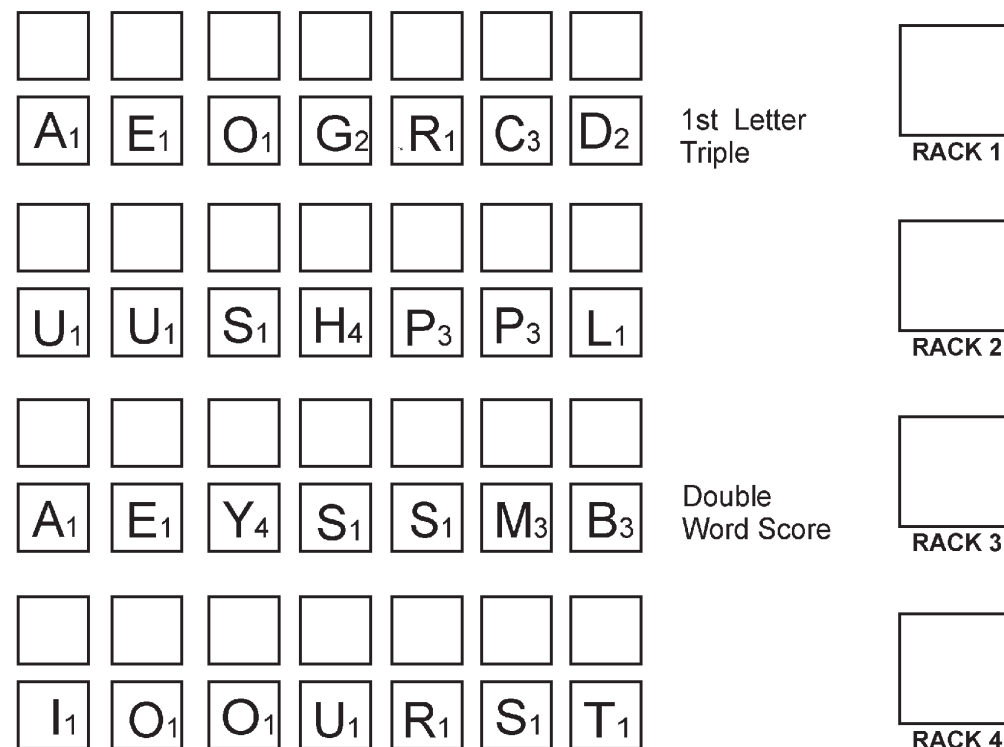 A1 E1 O1 G2 R1 C3 D2
1st Letter
Triple
RACK 1
U1 U1 S1 H4 P3 P3 L1
RACK 2
A1 E1 Y4 S1 S1 M3 B3
Double
Word Score
RACK 3
I1 O1 O1 U1 R1 S1 T1
RACK 4